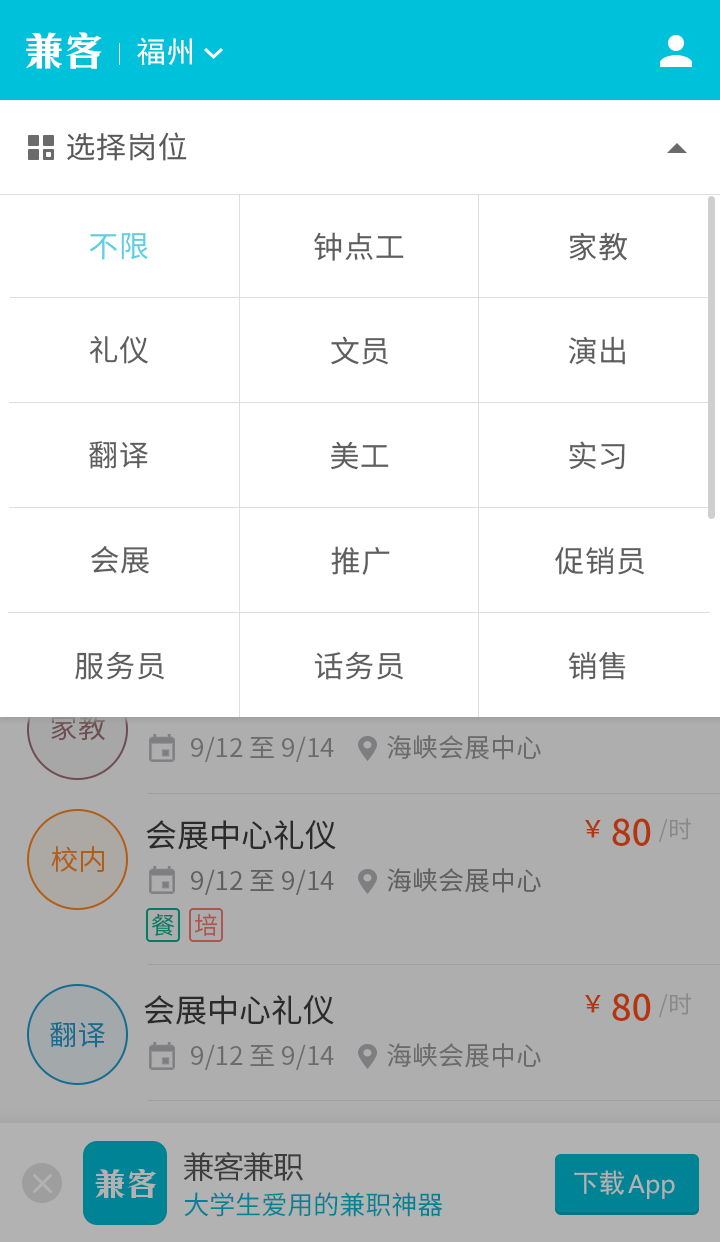 兼客 福州
选择岗位
不限 钟点工 家教
礼仪 文员 演出
翻译 美工 实习
会展 推广 促销员
服务员 话务员 销售
家教 9/12 至 9/14 海峡会展中心
会展中心礼仪 ¥ 80 /时
校内 9/12 至 9/14 海峡会展中心
餐 培
会展中心礼仪 ¥ 80 /时
翻译 9/12 至 9/14 海峡会展中心
兼客 兼客兼职
大学生爱用的兼职神器 下载App